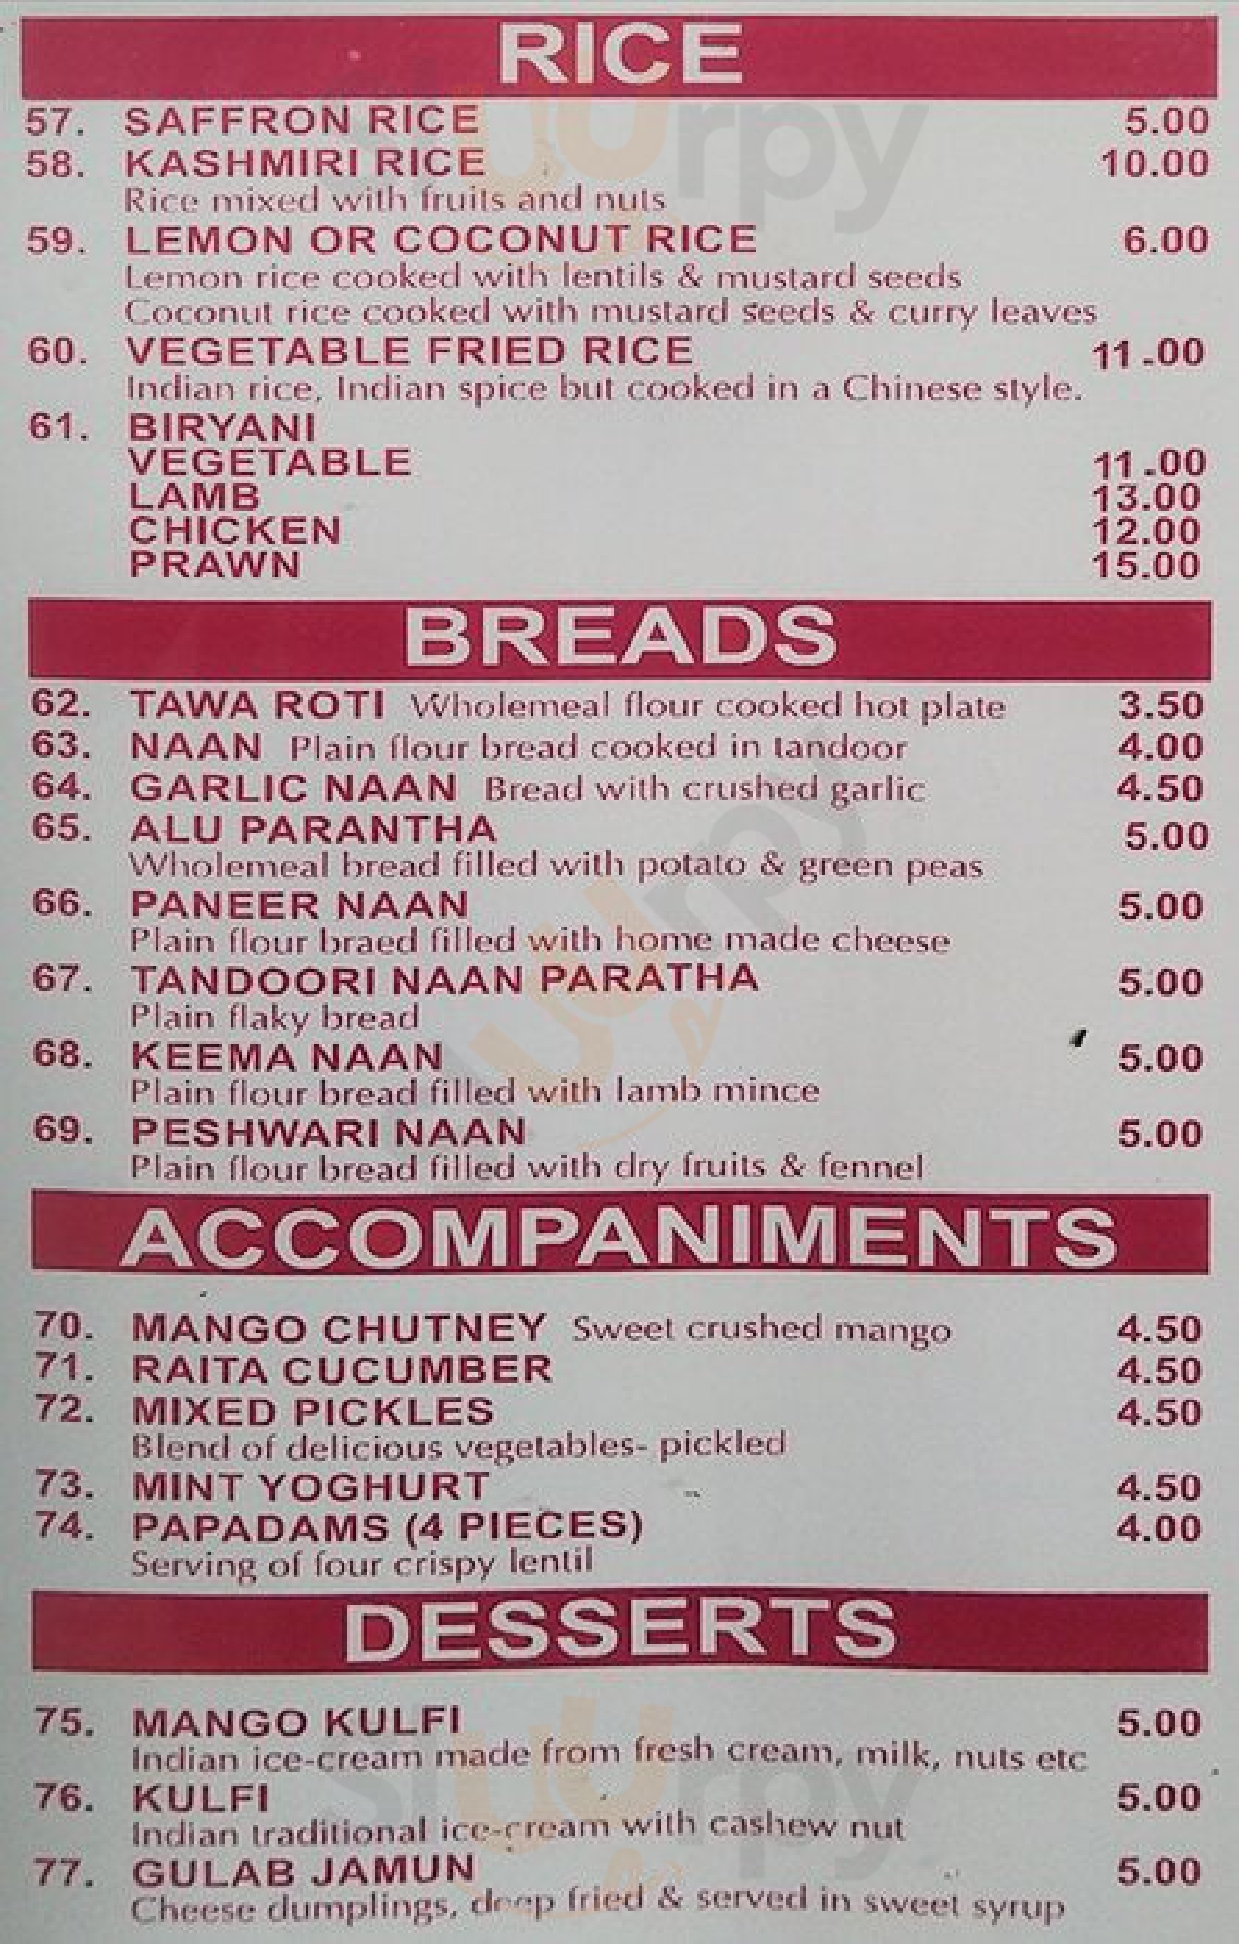 RICE
57. SAFFRON RICE 5.00
58. KASHMIRI RICE 10.00
Rice mixed with fruits and nuts
59. LEMON OR COCONUT RICE 6.00
Lemon rice cooked with lentils & mustard seeds
Coconut rice cooked with mustard seeds & curry leaves
60. VEGETABLE FRIED RICE 11.00
Indian rice, Indian spice but cooked in a Chinese style.
61. BIRYANI
VEGETABLE 11.00
LAMB 13.00
CHICKEN 12.00
PRAWN 15.00
BREADS
62. TAWA ROTI Wholemeal flour cooked hot plate 3.50
63. NAAN Plain flour bread cooked in tandoor 4.00
64. GARLIC NAAN Bread with crushed garlic 4.50
65. ALU PARANTHA 5.00
Wholemeal bread filled with potato & green peas
66. PANEER NAAN 5.00
Plain flour braed filled with home made cheese
67. TANDOORI NAAN PARATHA 5.00
Plain flaky bread
68. KEEMA NAAN 5.00
Plain flour bread filled with lamb mince
69. PESHWARI NAAN 5.00
Plain flour bread filled with dry fruits & fennel
ACCOMPANIMENTS
70. MANGO CHUTNEY Sweet crushed mango 4.50
71. RAITA CUCUMBER 4.50
72. MIXED PICKLES 4.50
Blend of delicious vegetables- pickled
73. MINT YOGHURT 4.50
74. PAPADAMS (4 PIECES) 4.00
Serving of four crispy lentil
DESSERTS
75. MANGO KULFI 5.00
Indian ice-cream made from fresh cream, milk, nuts etc
76. KULFI 5.00
Indian traditional ice-cream with cashew nut
77. GULAB JAMUN 5.00
Cheese dumplings, deep fried & served in sweet syrup
Slurpy
Slurpy
Slurpy